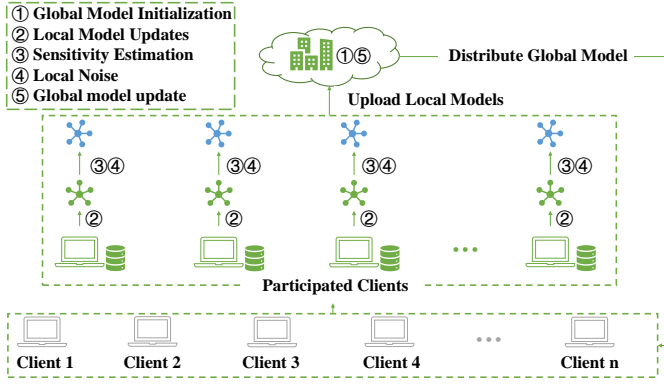 ① Global Model Initialization
② Local Model Updates
③ Sensitivity Estimation
④ Local Noise
⑤ Global model update
①⑤
Distribute Global Model
Upload Local Models
③④ ③④ ③④ ③④
② ② ② ②
Participated Clients
Client 1 Client 2 Client 3 Client 4 Client n